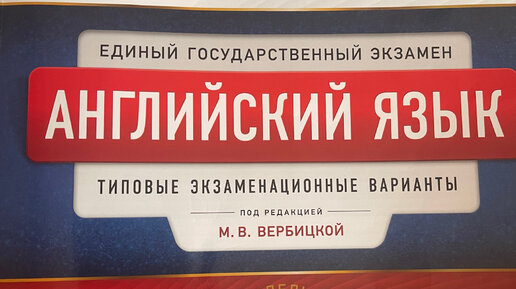 ЕДИНЫЙ ГОСУДАРСТВЕННЫЙ ЭКЗАМЕН
АНГЛИЙСКИЙ ЯЗЫК
ТИПОВЫЕ ЭКЗАМЕНАЦИОННЫЕ ВАРИАНТЫ
ПОД РЕДАКЦИЕЙ
М. В. ВЕРБИЦКОЙ